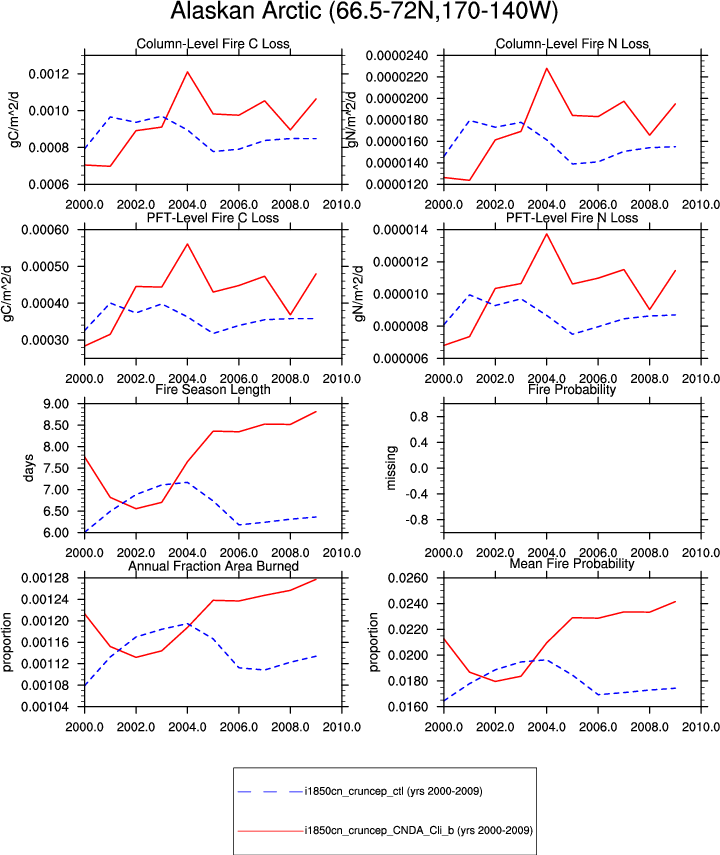 Alaskan Arctic (66.5-72N,170-140W)
Column-Level Fire C Loss
gC/m^2/d
0.0012
0.0010
0.0008
0.0006
2000.0 2002.0 2004.0 2006.0 2008.0 2010.0
Column-Level Fire N Loss
gN/m^2/d
0.0000240
0.0000220
0.0000200
0.0000180
0.0000160
0.0000140
0.0000120
2000.0 2002.0 2004.0 2006.0 2008.0 2010.0
PFT-Level Fire C Loss
gC/m^2/d
0.00060
0.00050
0.00040
0.00030
2000.0 2002.0 2004.0 2006.0 2008.0 2010.0
PFT-Level Fire N Loss
gN/m^2/d
0.000014
0.000010
0.000008
0.000006
2000.0 2002.0 2004.0 2006.0 2008.0 2010.0
Fire Season Length
days
9.00
8.50
8.00
7.50
7.00
6.50
6.00
2000.0 2002.0 2004.0 2006.0 2008.0 2010.0
Fire Probability
missing
0.8
0.4
0.0
-0.4
-0.8
2000.0 2002.0 2004.0 2006.0 2008.0 2010.0
Annual Fraction Area Burned
proportion
0.00128
0.00124
0.00120
0.00116
0.00112
0.00108
0.00104
2000.0 2002.0 2004.0 2006.0 2008.0 2010.0
Mean Fire Probability
proportion
0.0260
0.0240
0.0220
0.0200
0.0180
0.0160
2000.0 2002.0 2004.0 2006.0 2008.0 2010.0
i1850cn_cruncep_ctl (yrs 2000-2009)
i1850cn_cruncep_CNDA_Cli_b (yrs 2000-2009)